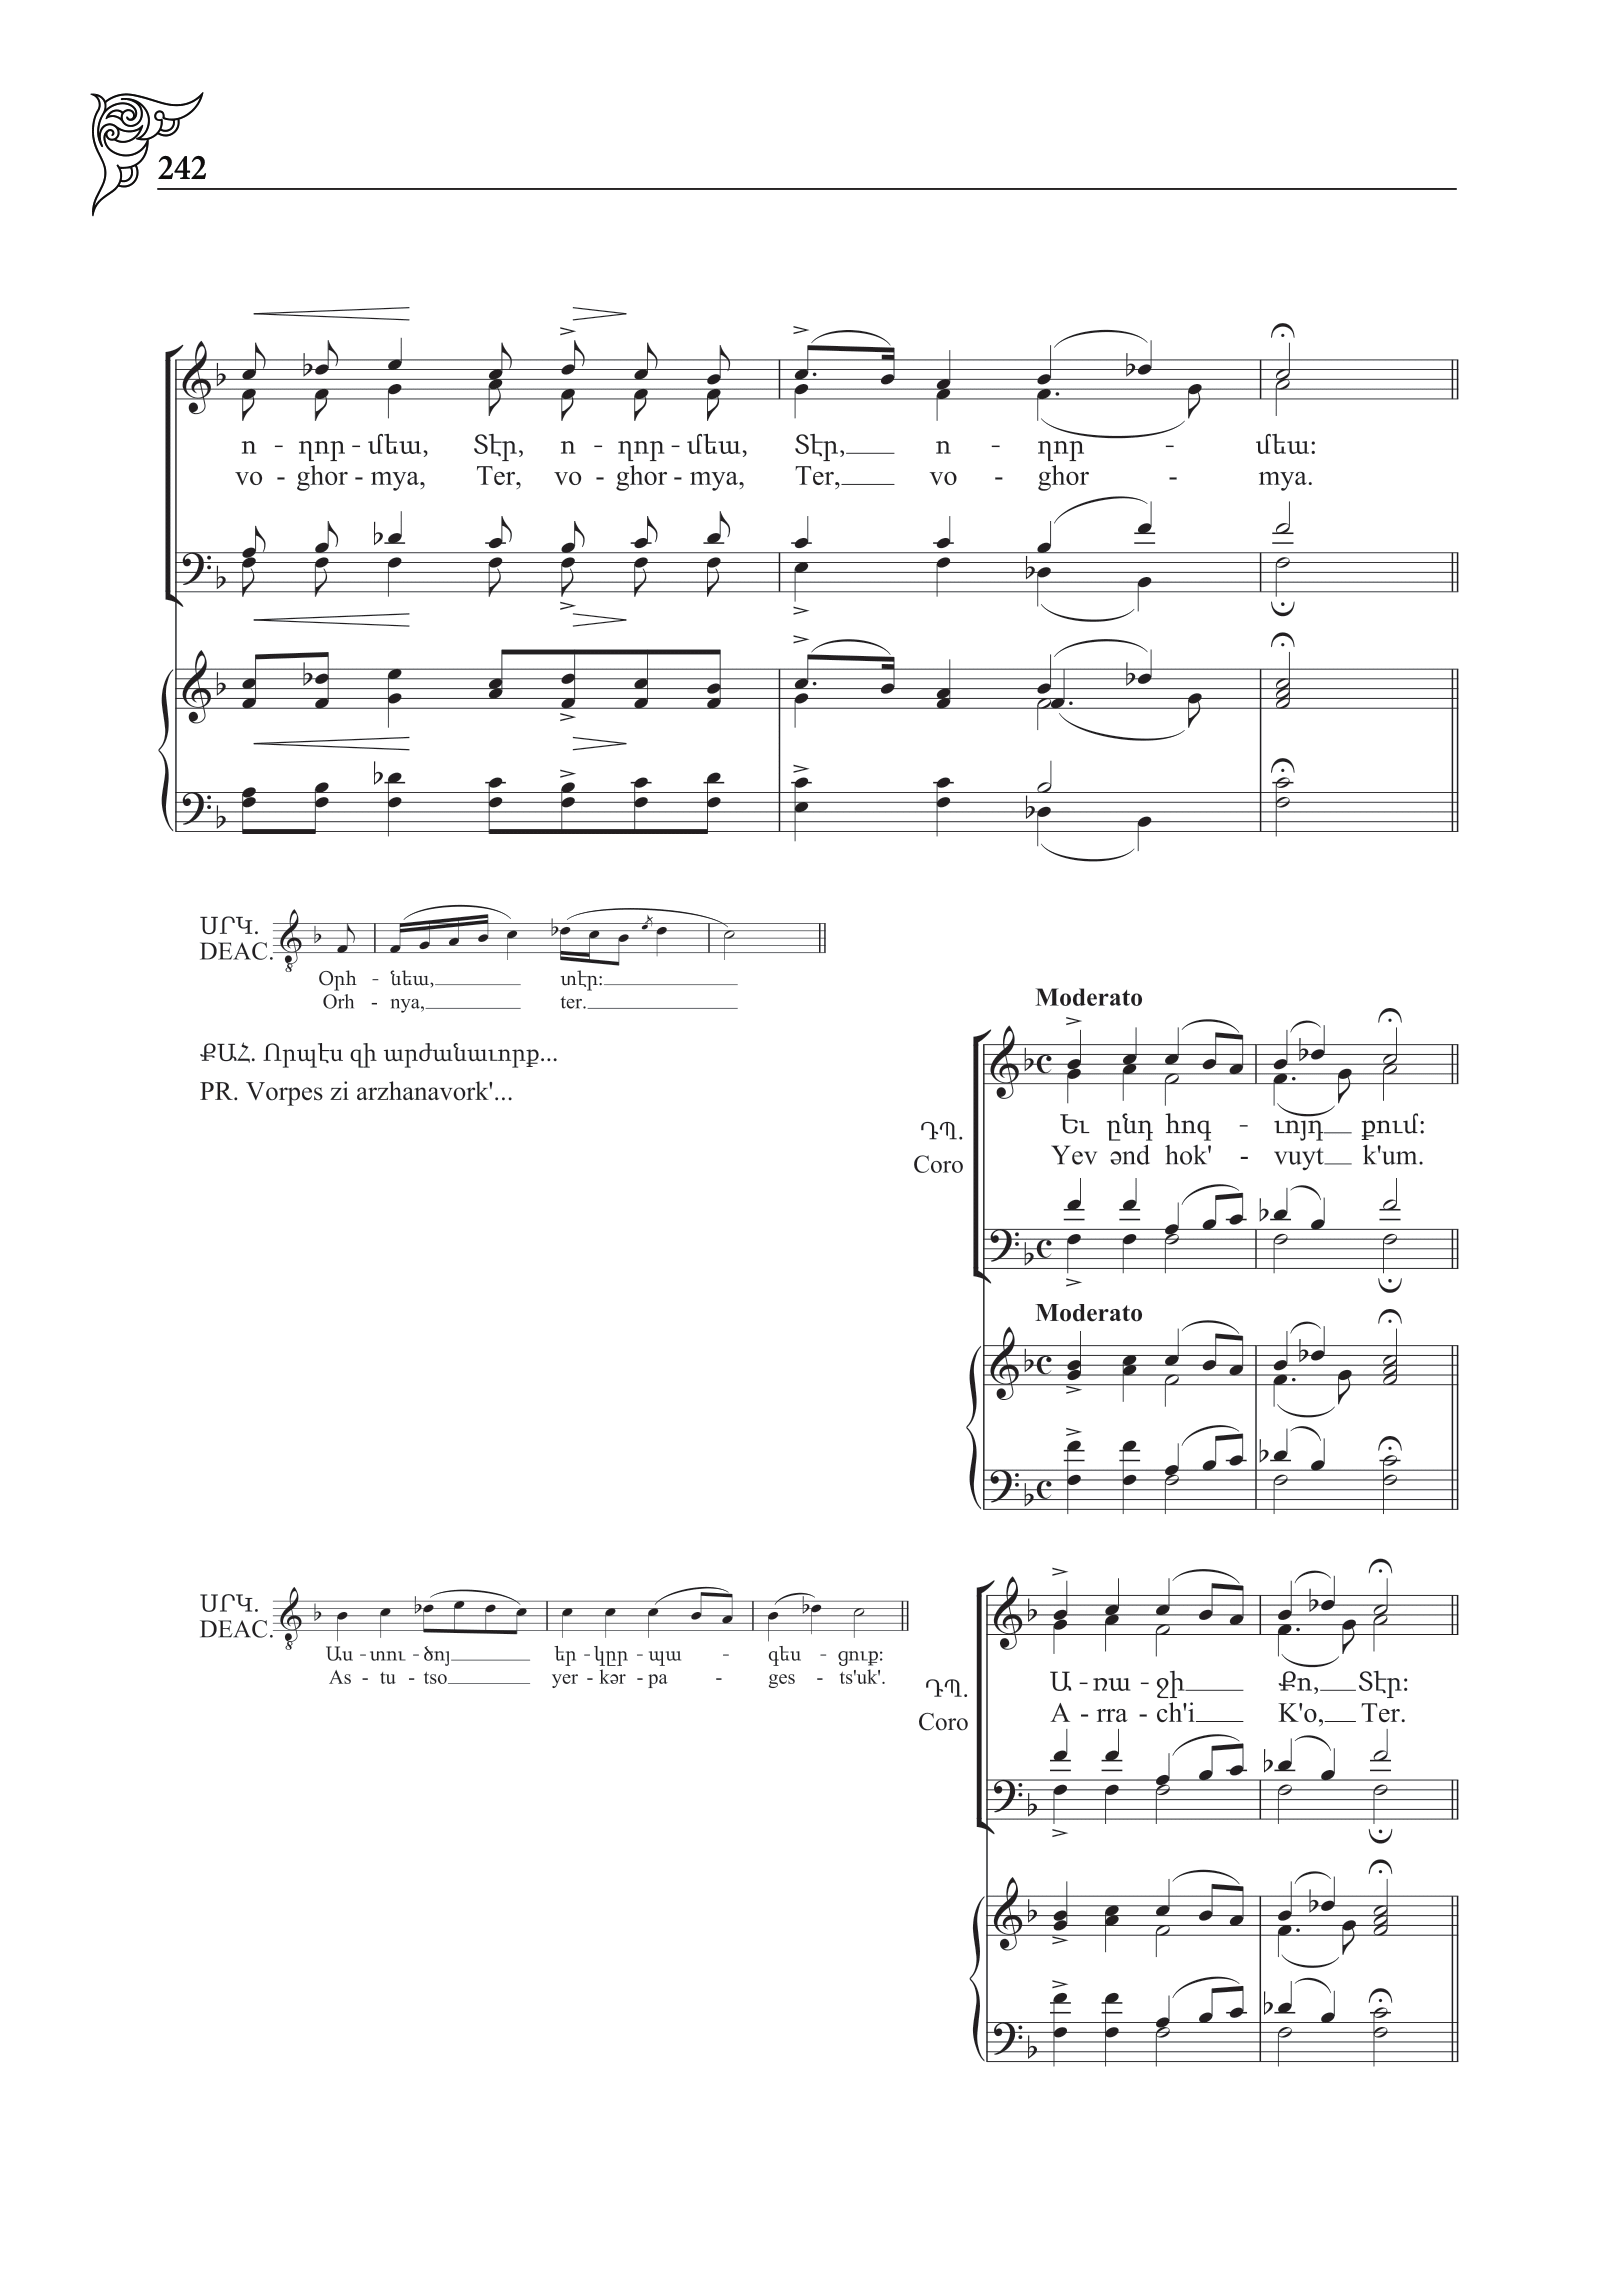 242
ո - ղոր - մեա, Տէր, ո - ղոր - մեա, Տէր, ո - ղոր - մեա:
vo - ghor - mya, Ter, vo - ghor - mya, Ter, vo - ghor - mya.
ՍՐԿ.
DEAC.
Օրհ - նեա, տէր:
Orh - nya, ter.
ՔԱՀ. Որպէս զի արժանաւորք...
PR. Vorpes zi arzhanavork'...
Moderato
ԴՊ.
Coro
Եւ ընդ հոգ - ւոյդ քում:
Yev ənd hok' - vuyt k'um.
Moderato
ՍՐԿ.
DEAC.
Աս - տու - ծոյ եր - կըր - պա - գես - ցուք:
As - tu - tso yer - kər - pa - ges - ts'uk'.
ԴՊ.
Coro
Ա - ռա - ջի Քո, Տէր:
A - rra - ch'i K'o, Ter.